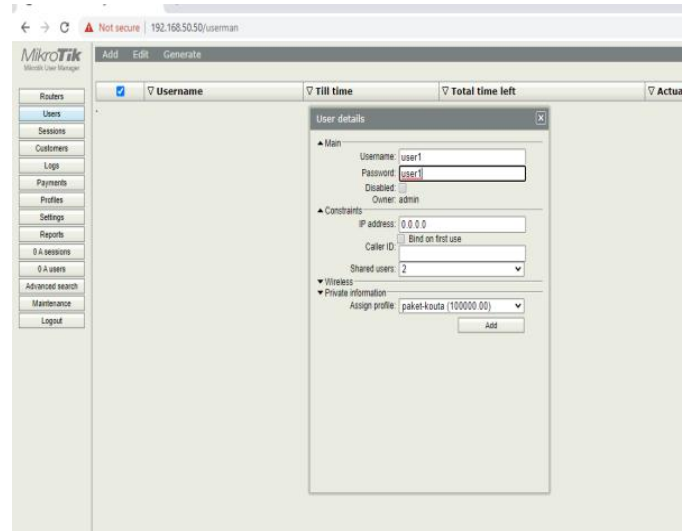 Not secure 192.168.50.50/userman
MikroTik
Mikrotik User Manager
Add Edit Generate
Username Till time Total time left Actua
Routers
Users
Sessions
Customers
Logs
Payments
Profiles
Settings
Reports
0 A sessions
0 A users
Advanced search
Maintenance
Logout
User details
Main
Username: user1
Password: user1
Disabled:
Owner: admin
Constraints
IP address: 0.0.0.0
Bind on first use
Caller ID:
Shared users: 2
Wireless
Private information
Assign profile: paket-kouta (100000.00)
Add